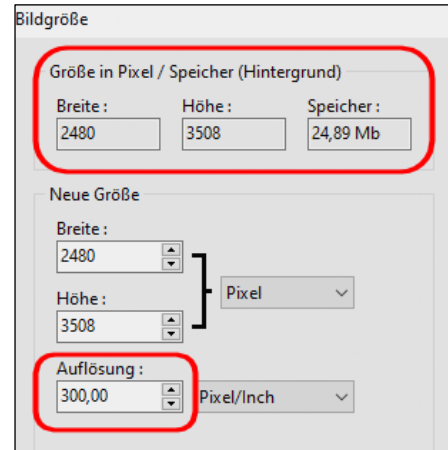 Bildgröße
Größe in Pixel / Speicher (Hintergrund)
Breite : Höhe : Speicher :
2480 3508 24,89 Mb
Neue Größe
Breite :
2480
Pixel
Höhe :
3508
Auflösung :
300,00 Pixel/Inch